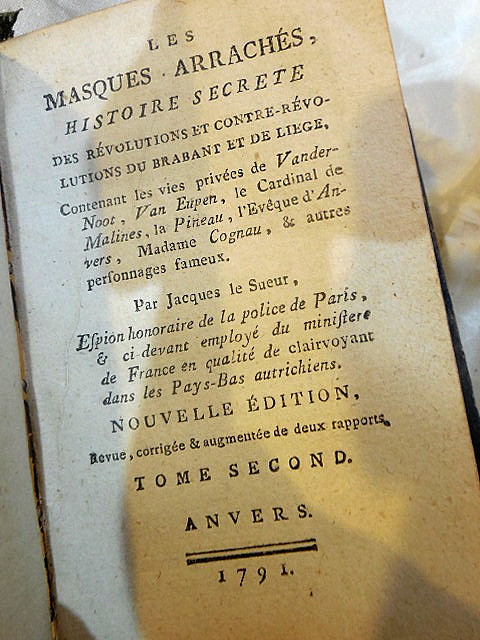 LES
MASQUES ARRACHÉS,
HISTOIRE SECRETE
DES RÉVOLUTIONS ET CONTRE-RÉVO-
LUTIONS DU BRABANT ET DE LIEGE,
Contenant les vies privées de Vander-
Noot, Van Eupen, le Cardinal de
Malines, la Pineau, l'Evêque d'An-
vers, Madame Cognau, & autres
perſonnages fameux.
Par Jacques le Sueur,
Eſpion honoraire de la police de Paris,
& ci-devant employé du miniſtere
de France en qualité de clairvoyant
dans les Pays-Bas autrichiens.
NOUVELLE ÉDITION,
Revue, corrigée & augmentée de deux rapports.
TOME SECOND.
ANVERS.
1791.